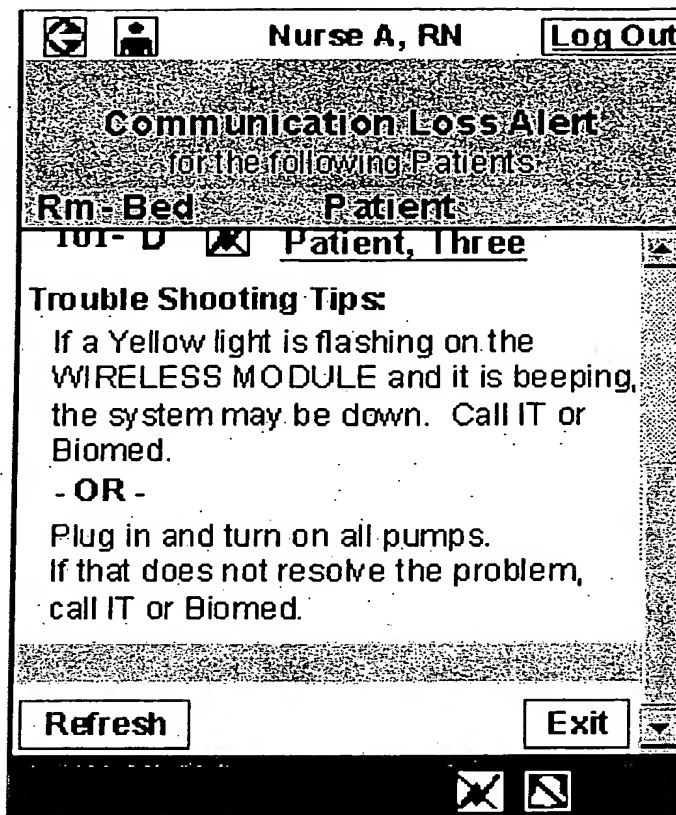 Nurse A, RN Log Out
Communication Loss Alert
for the following Patients
Rm - Bed Patient
101- D Patient, Three
Trouble Shooting Tips:
If a Yellow light is flashing on the
WIRELESS MODULE and it is beeping,
the system may be down. Call IT or
Biomed.
- OR -
Plug in and turn on all pumps.
If that does not resolve the problem,
call IT or Biomed.
Refresh Exit